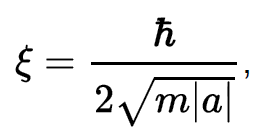 ξ = ħ / (2√(m|a|)),